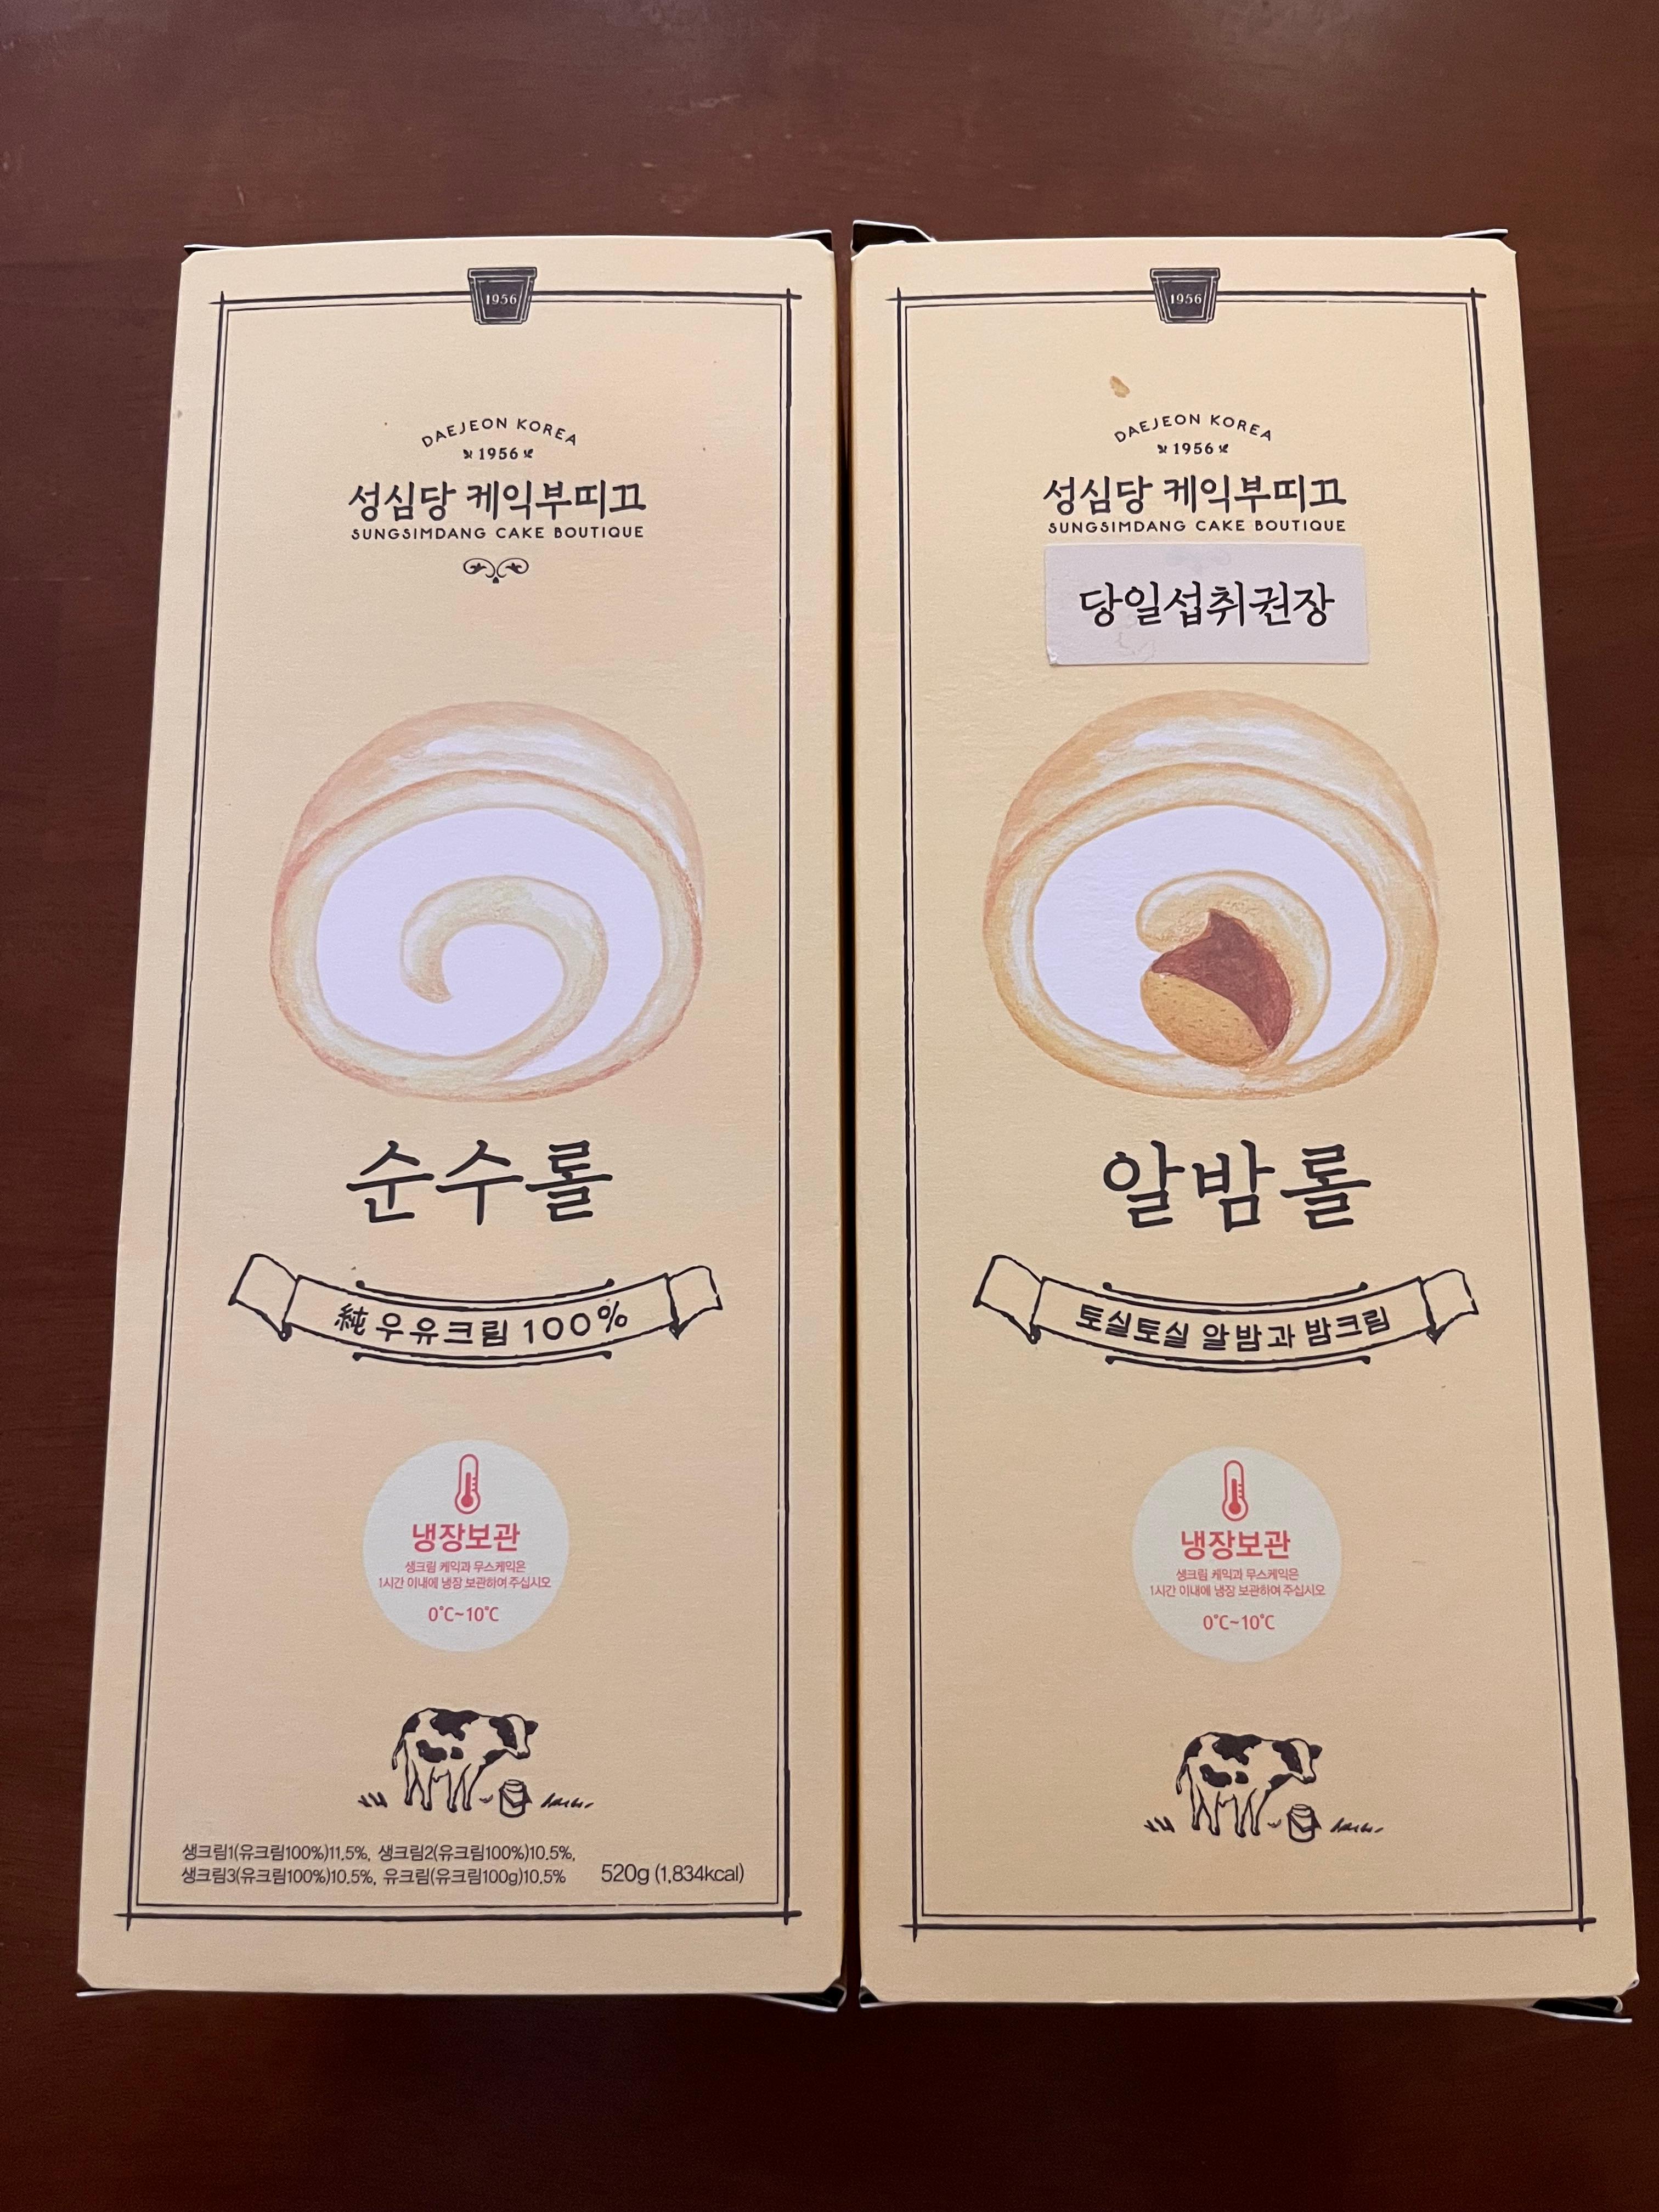 1956
DAEJEON KOREA
1956
성심당 케익부띠끄
SUNGSIMDANG CAKE BOUTIQUE
순수롤
純 우유크림 100%
냉장보관
생크림 케익과 무스케익은
1시간 이내에 냉장 보관하여 주십시오
0°C~10°C
생크림1(유크림100%)11.5%, 생크림2(유크림100%)10.5%,
생크림3(유크림100%)10.5%, 유크림(유크림100g)10.5%
520g (1,834kcal)
1956
DAEJEON KOREA
1956
성심당 케익부띠끄
SUNGSIMDANG CAKE BOUTIQUE
당일섭취권장
알밤롤
토실토실 알밤과 밤크림
냉장보관
생크림 케익과 무스케익은
1시간 이내에 냉장 보관하여 주십시오
0°C~10°C